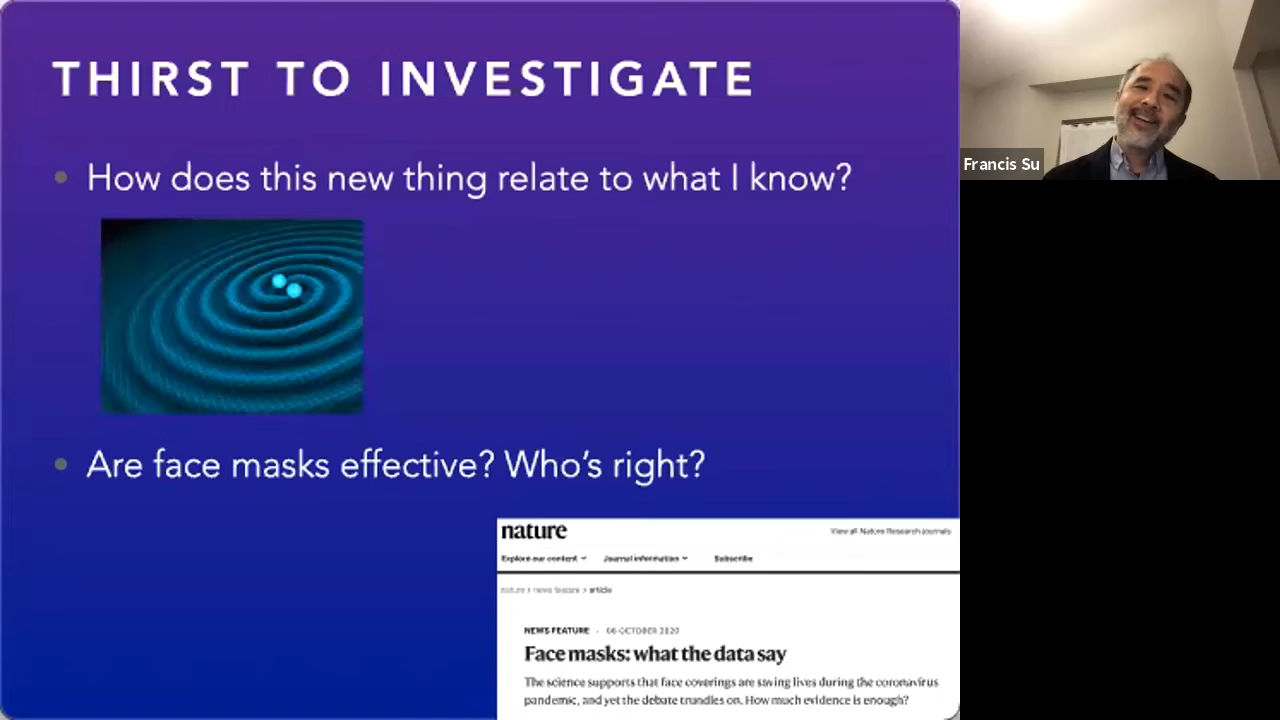 THIRST TO INVESTIGATE
• How does this new thing relate to what I know?
• Are face masks effective? Who's right?
nature
View all Nature Research journals
Explore our content Journal information Subscribe
nature > news feature > article
NEWS FEATURE · 06 OCTOBER 2020
Face masks: what the data say
The science supports that face coverings are saving lives during the coronavirus
pandemic, and yet the debate trundles on. How much evidence is enough?
Francis Su